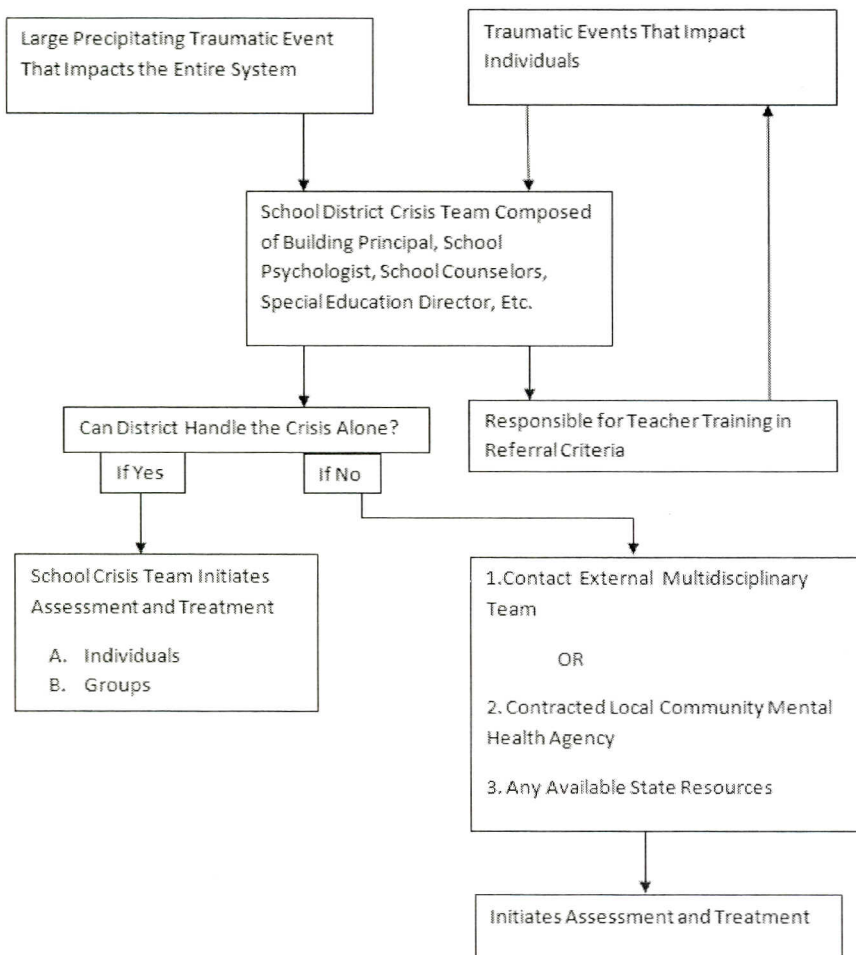 Large Precipitating Traumatic Event
That Impacts the Entire System
Traumatic Events That Impact
Individuals
School District Crisis Team Composed
of Building Principal, School
Psychologist, School Counselors,
Special Education Director, Etc.
Can District Handle the Crisis Alone?
If Yes
If No
Responsible for Teacher Training in
Referral Criteria
School Crisis Team Initiates
Assessment and Treatment
A. Individuals
B. Groups
1.Contact External Multidisciplinary
Team
OR
2. Contracted Local Community Mental
Health Agency
3. Any Available State Resources
Initiates Assessment and Treatment